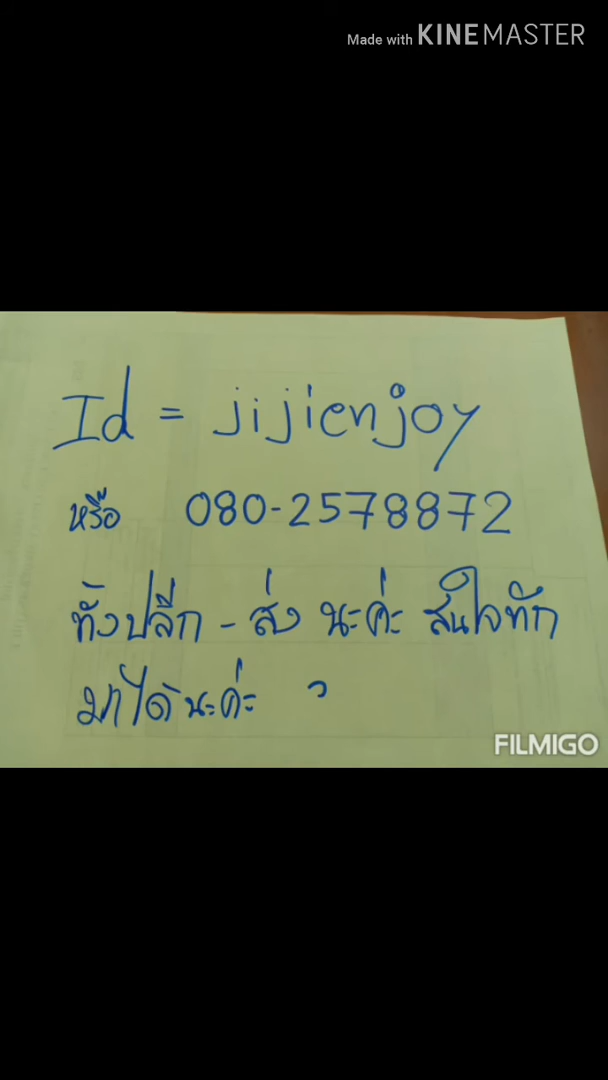 Made with KINEMASTER
Id = jijienjoy
หรือ 080-2578872
ทั้งปลีก - ส่ง นะค่ะ สนใจทัก
มาได้นะค่ะ
FILMIGO